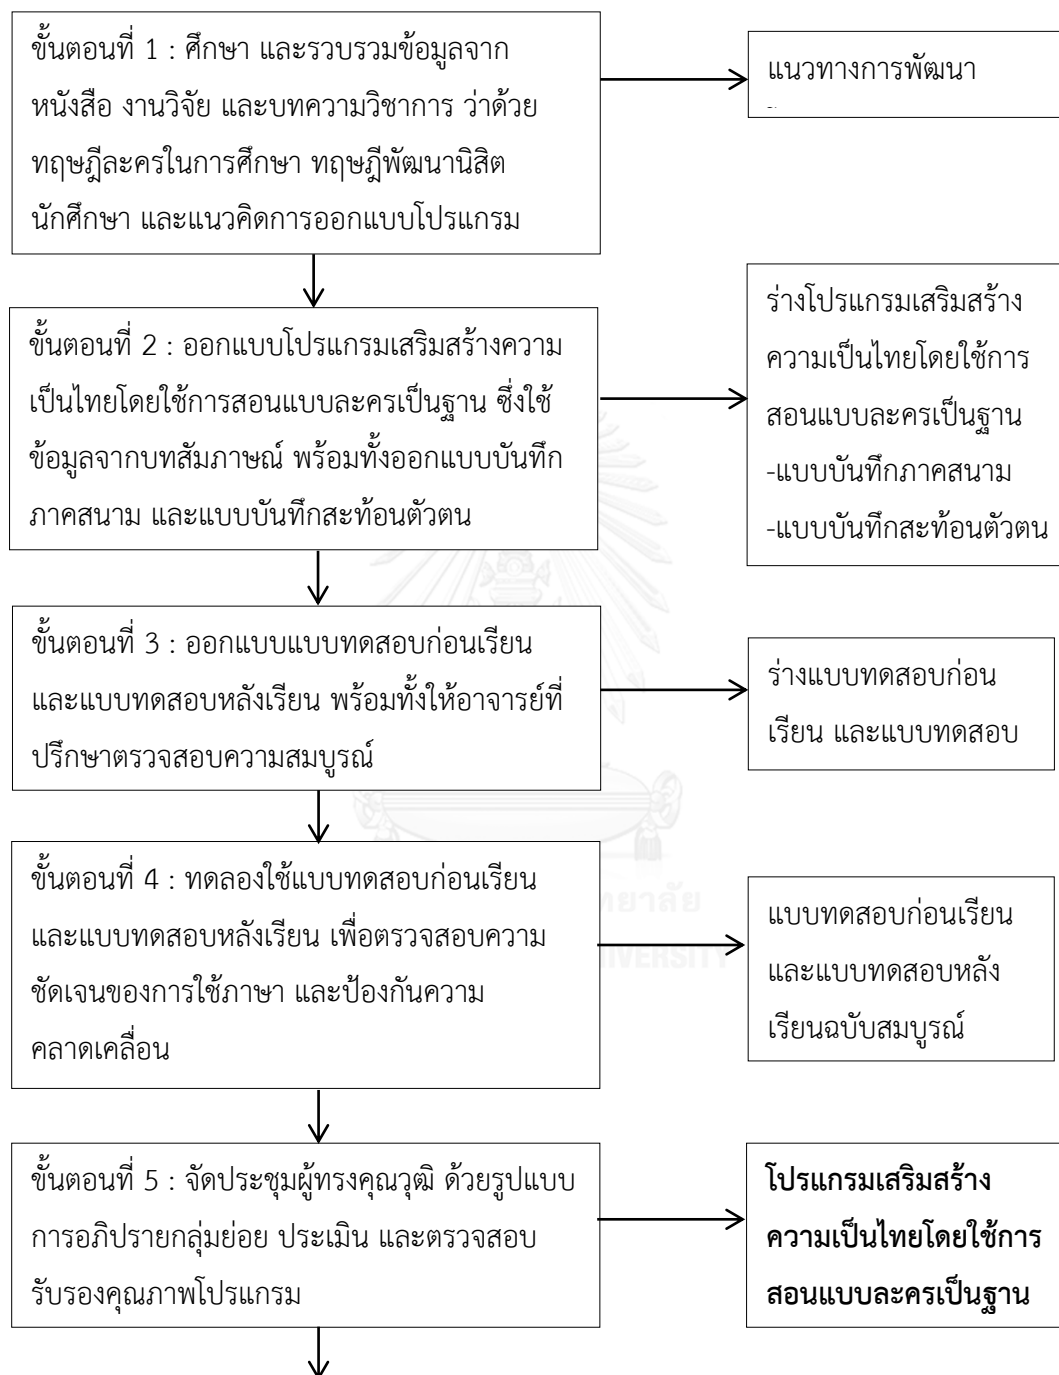 ขั้นตอนที่ 1 : ศึกษา และรวบรวมข้อมูลจาก
หนังสือ งานวิจัย และบทความวิชาการ ว่าด้วย
ทฤษฎีละครในการศึกษา ทฤษฎีพัฒนานิสิต
นักศึกษา และแนวคิดการออกแบบโปรแกรม
แนวทางการพัฒนา
ขั้นตอนที่ 2 : ออกแบบโปรแกรมเสริมสร้างความ
เป็นไทยโดยใช้การสอนแบบละครเป็นฐาน ซึ่งใช้
ข้อมูลจากบทสัมภาษณ์ พร้อมทั้งออกแบบบันทึก
ภาคสนาม และแบบบันทึกสะท้อนตัวตน
ร่างโปรแกรมเสริมสร้าง
ความเป็นไทยโดยใช้การ
สอนแบบละครเป็นฐาน
-แบบบันทึกภาคสนาม
-แบบบันทึกสะท้อนตัวตน
ขั้นตอนที่ 3 : ออกแบบแบบทดสอบก่อนเรียน
และแบบทดสอบหลังเรียน พร้อมทั้งให้อาจารย์ที่
ปรึกษาตรวจสอบความสมบูรณ์
ร่างแบบทดสอบก่อน
เรียน และแบบทดสอบ
ขั้นตอนที่ 4 : ทดลองใช้แบบทดสอบก่อนเรียน
และแบบทดสอบหลังเรียน เพื่อตรวจสอบความ
ชัดเจนของการใช้ภาษา และป้องกันความ
คลาดเคลื่อน
แบบทดสอบก่อนเรียน
และแบบทดสอบหลัง
เรียนฉบับสมบูรณ์
ทยาลัย
IVERSITY
ขั้นตอนที่ 5 : จัดประชุมผู้ทรงคุณวุฒิ ด้วยรูปแบบ
การอภิปรายกลุ่มย่อย ประเมิน และตรวจสอบ
รับรองคุณภาพโปรแกรม
โปรแกรมเสริมสร้าง
ความเป็นไทยโดยใช้การ
สอนแบบละครเป็นฐาน